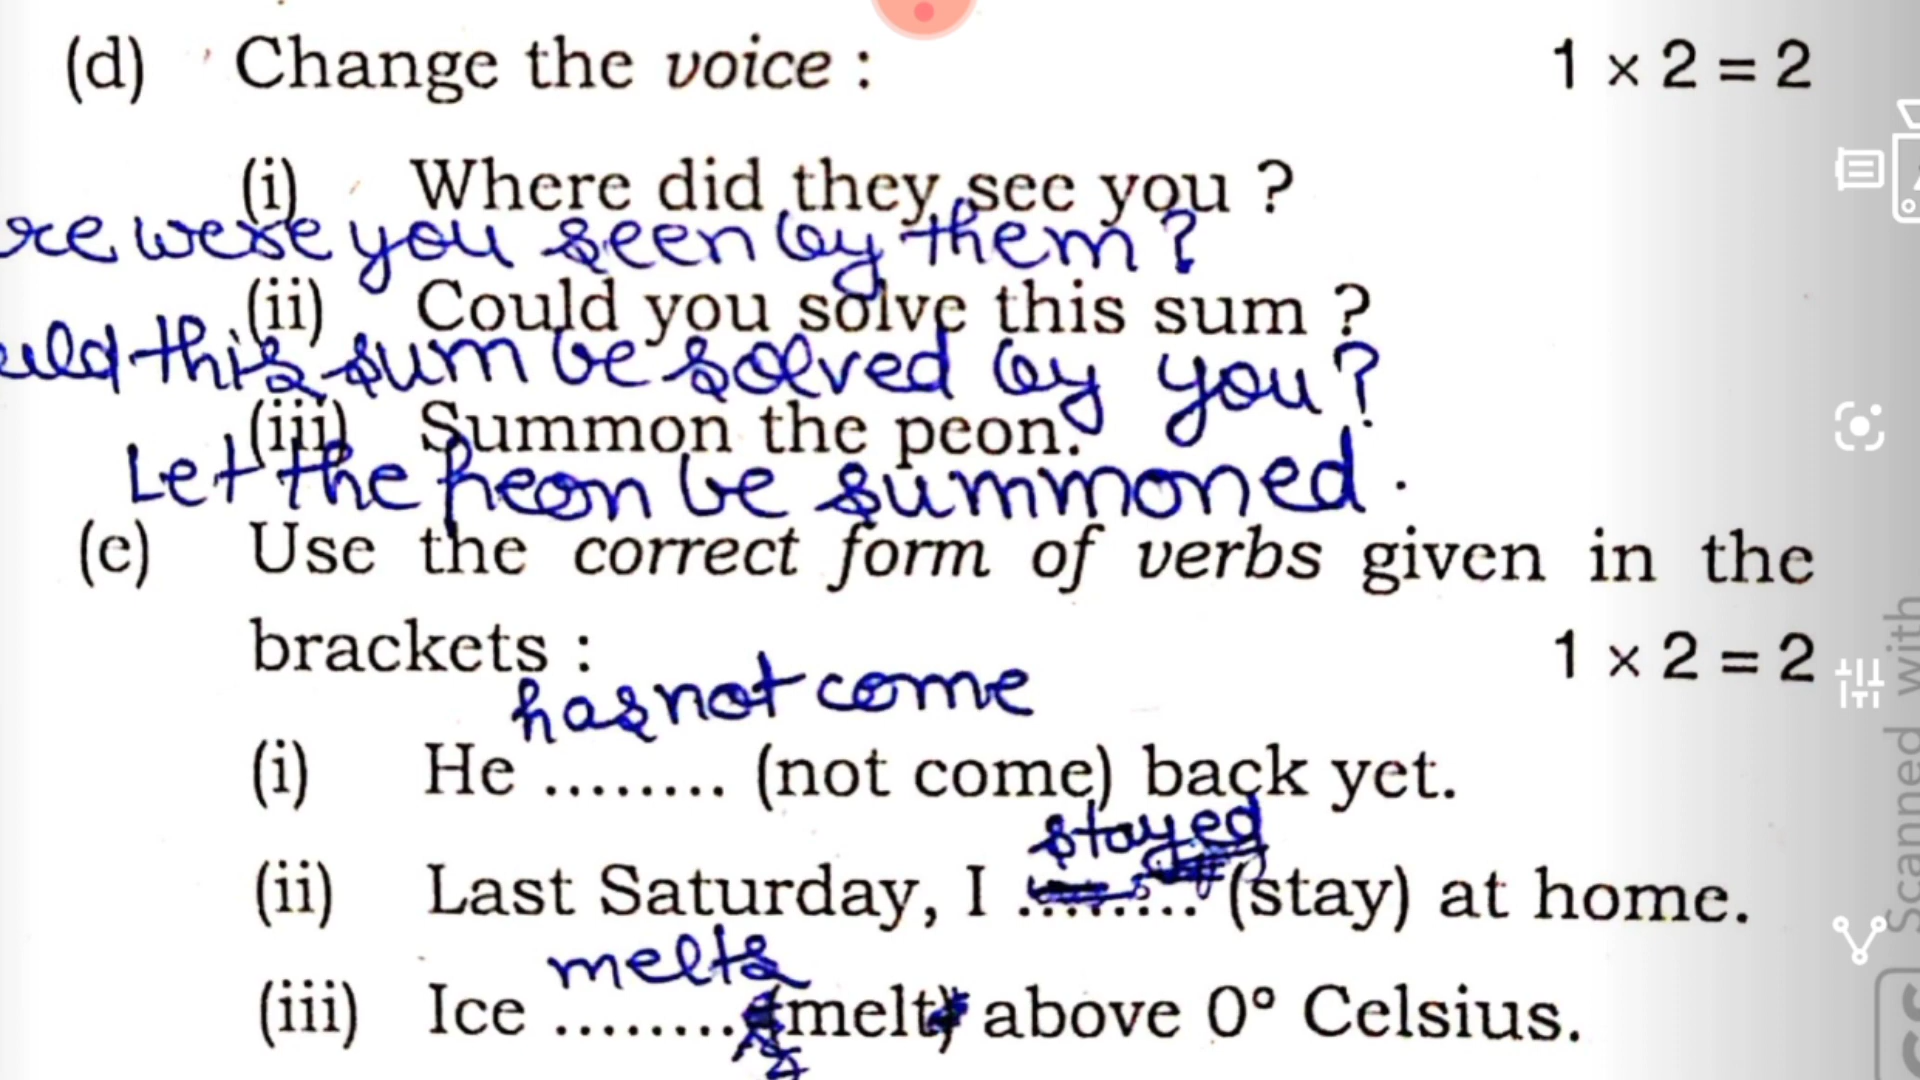 (d) Change the voice : 1 × 2 = 2
(i) Where did they see you ?
re were you seen by them?
(ii) Could you solve this sum ?
uld this sum be solved by you?
(iii) Summon the peon.
Let the peon be summoned.
(e) Use the correct form of verbs given in the
brackets : 1 × 2 = 2
has not come
(i) He ........ (not come) back yet.
stayed
(ii) Last Saturday, I ........ (stay) at home.
melts
(iii) Ice ........ (melt) above 0° Celsius.
Scanned with